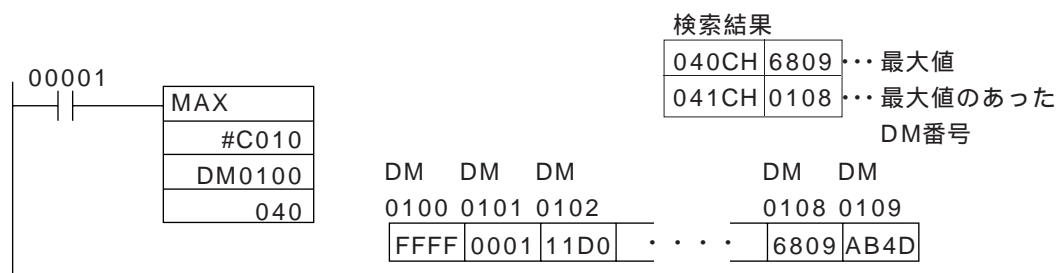 検索結果
040CH 6809 ・・・最大値
041CH 0108 ・・・最大値のあった
DM番号
00001
MAX
#C010
DM0100
040
DM DM DM DM DM
0100 0101 0102 0108 0109
FFFF 0001 11D0 ・・・・ 6809 AB4D